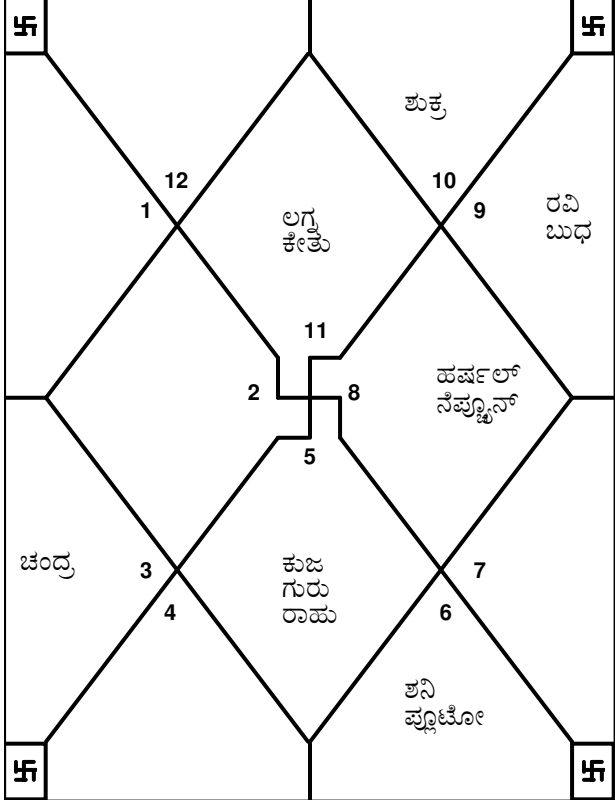 ಶುಕ್ರ
12
10
1
9
ರವಿ
ಬುಧ
ಲಗ್ನ
ಕೇತು
11
ಹರ್ಷಲ್
ನೆಪ್ಚ್ಯೂನ್
2
8
5
ಚಂದ್ರ
3
ಕುಜ
ಗುರು
ರಾಹು
7
4
6
ಶನಿ
ಪ್ಲೂಟೋ